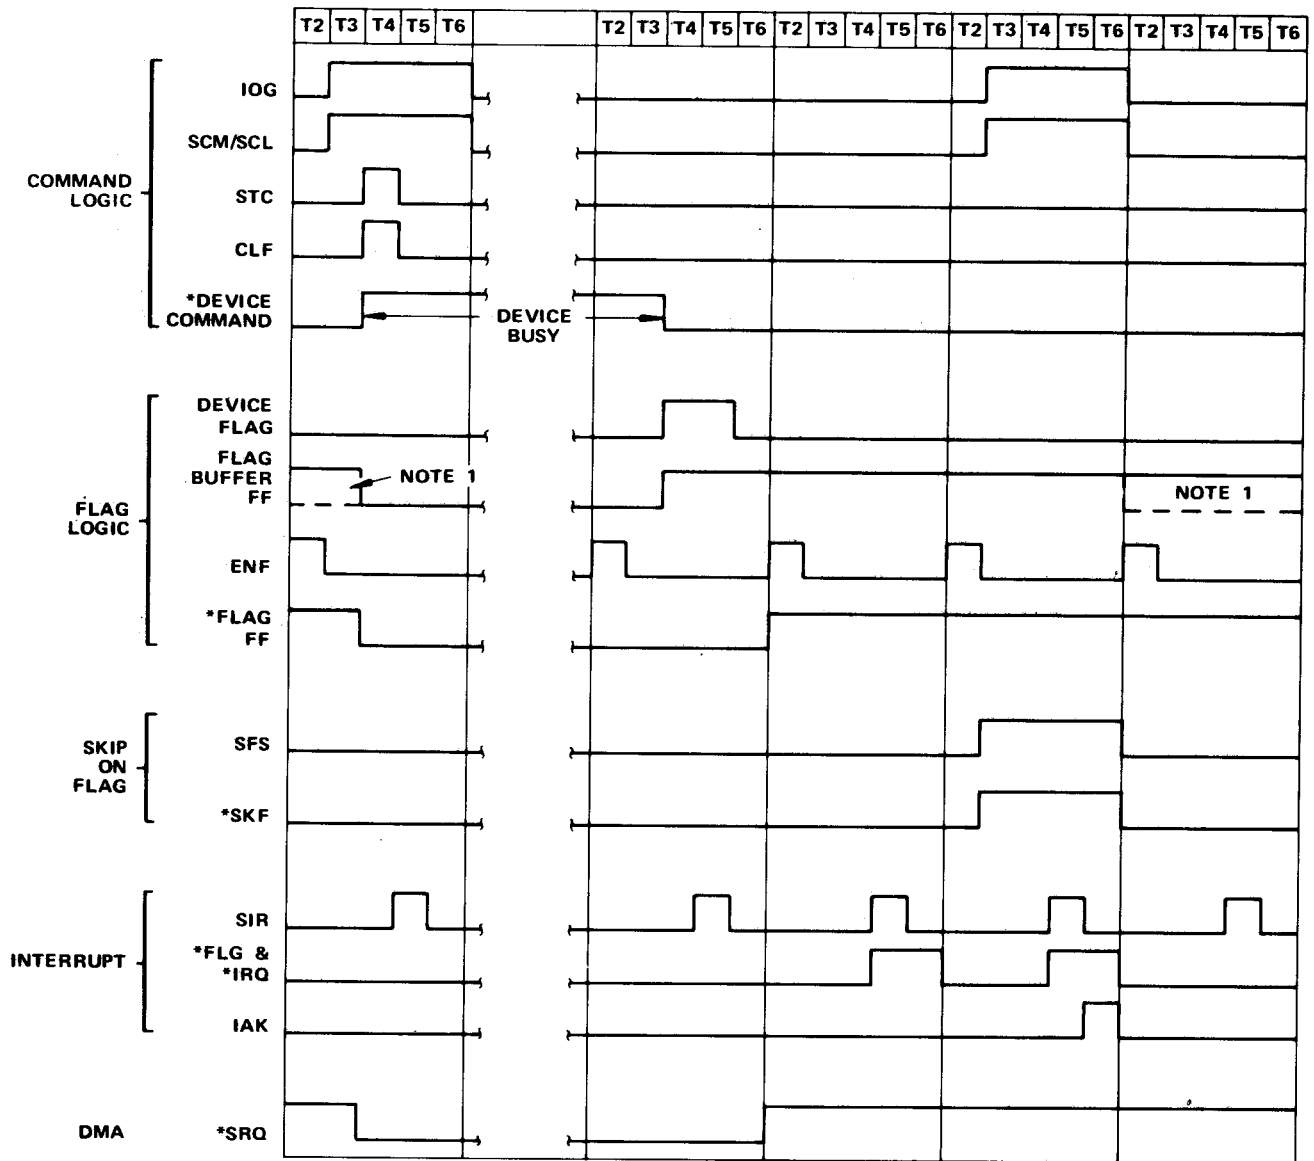 T2 T3 T4 T5 T6 T2 T3 T4 T5 T6 T2 T3 T4 T5 T6 T2 T3 T4 T5 T6 T2 T3 T4 T5 T6
COMMAND
LOGIC
IOG
SCM/SCL
STC
CLF
*DEVICE
COMMAND
DEVICE
BUSY
FLAG
LOGIC
DEVICE
FLAG
FLAG
BUFFER
FF
NOTE 1
NOTE 1
ENF
*FLAG
FF
SKIP
ON
FLAG
SFS
*SKF
INTERRUPT
SIR
*FLG &
*IRQ
IAK
DMA
*SRQ